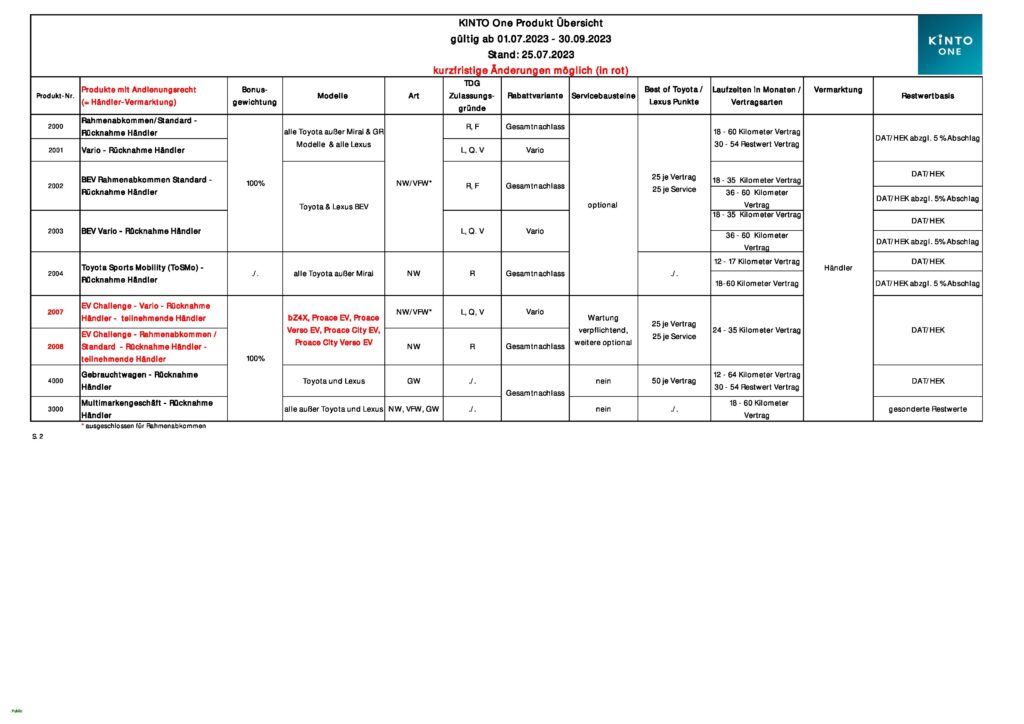 KINTO One Produkt Übersicht
gültig ab 01.07.2023 - 30.09.2023
Stand: 25.07.2023
kurzfristige Änderungen möglich (in rot)
KINTO
ONE
Produkt-Nr.
Produkte mit Andienungsrecht
(= Händler-Vermarktung)
Bonus-
gewichtung
Modelle
Art
TDG
Zulassungs-
gründe
Rabattvariante
Servicebausteine
Best of Toyota /
Lexus Punkte
Laufzeiten in Monaten /
Vertragsarten
Vermarktung
Restwertbasis
2000
Rahmenabkommen/Standard -
Rücknahme Händler
100%
alle Toyota außer Mirai & GR
Modelle & alle Lexus
NW/VFW*
R, F
Gesamtnachlass
optional
25 je Vertrag
25 je Service
18 - 60 Kilometer Vertrag
30 - 54 Restwert Vertrag
Händler
DAT/HEK abzgl. 5 %Abschlag
2001
Vario - Rücknahme Händler
L, Q, V
Vario
2002
BEV Rahmenabkommen Standard -
Rücknahme Händler
Toyota & Lexus BEV
R, F
Gesamtnachlass
18 - 35 Kilometer Vertrag
DAT/HEK
36 - 60 Kilometer
Vertrag
DAT/HEK abzgl. 5%Abschlag
2003
BEV Vario - Rücknahme Händler
L, Q. V
Vario
18 - 35 Kilometer Vertrag
DAT/HEK
36 - 60 Kilometer
Vertrag
DAT/HEK abzgl. 5%Abschlag
2004
Toyota Sports Mobility (ToSMo) -
Rücknahme Händler
./.
alle Toyota außer Mirai
NW
R
Gesamtnachlass
./.
12 - 17 Kilometer Vertrag
DAT/HEK
18-60 Kilometer Vertrag
DAT/HEK abzgl. 5 %Abschlag
2007
EV Challenge - Vario - Rücknahme
Händler - teilnehmende Händler
100%
bZ4X, Proace EV, Proace
Verso EV, Proace City EV,
Proace City Verso EV
NW/VFW*
L, Q, V
Vario
Wartung
verpflichtend,
weitere optional
25 je Vertrag
25 je Service
24 - 35 Kilometer Vertrag
DAT/HEK
2008
EV Challenge - Rahmenabkommen /
Standard - Rücknahme Händler -
teilnehmende Händler
NW
R
Gesamtnachlass
4000
Gebrauchtwagen - Rücknahme
Händler
Toyota und Lexus
GW
./.
Gesamtnachlass
nein
50 je Vertrag
12 - 64 Kilometer Vertrag
30 - 54 Restwert Vertrag
DAT/HEK
3000
Multimarkengeschäft - Rücknahme
Händler
alle außer Toyota und Lexus
NW, VFW, GW
./.
nein
./.
18 - 60 Kilometer
Vertrag
gesonderte Restwerte
* ausgeschlossen für Rahmenabkommen
S. 2
Public